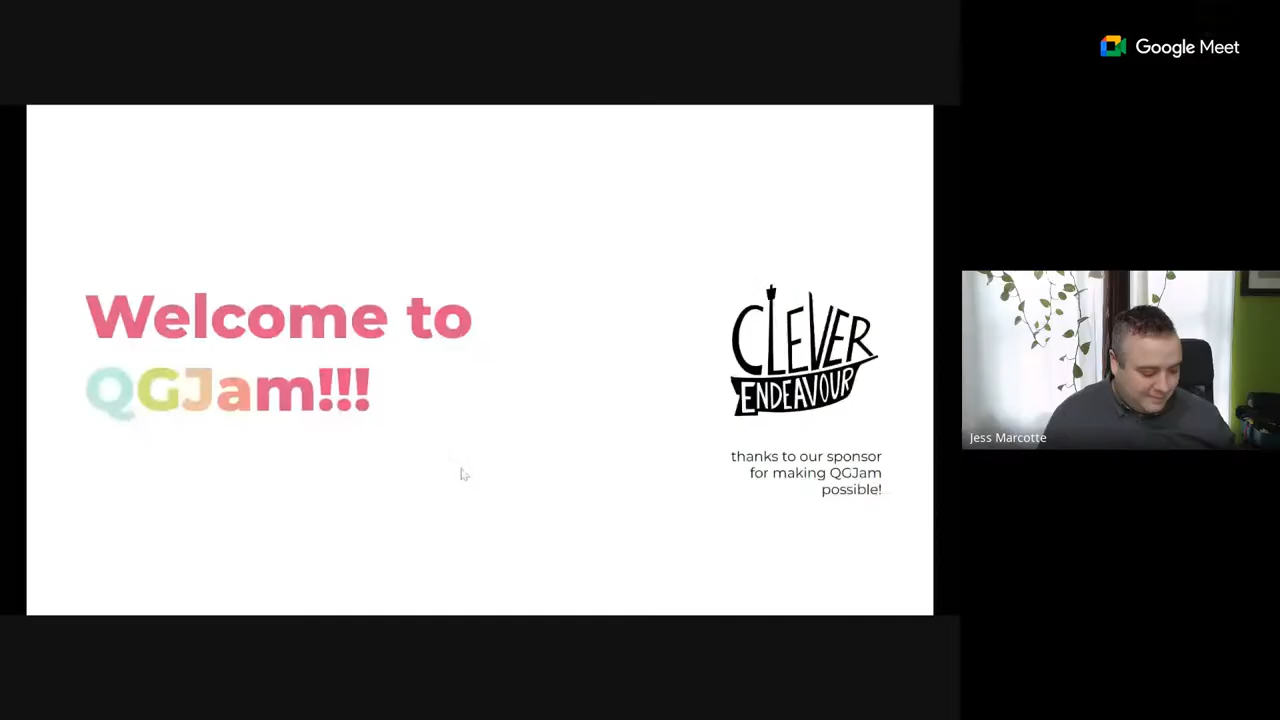 Google Meet
Welcome to
QGJam!!!
CLEVER
ENDEAVOUR
thanks to our sponsor
for making QGJam
possible!
Jess Marcotte